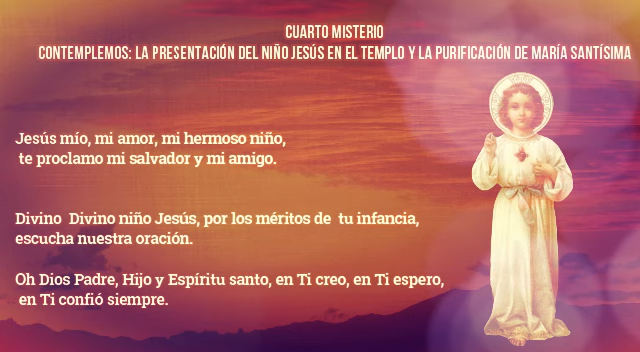 CUARTO MISTERIO
CONTEMPLEMOS: LA PRESENTACIÓN DEL NIÑO JESÚS EN EL TEMPLO Y LA PURIFICACIÓN DE MARÍA SANTÍSIMA
Jesús mío, mi amor, mi hermoso niño,
te proclamo mi salvador y mi amigo.
Divino Divino niño Jesús, por los méritos de tu infancia,
escucha nuestra oración.
Oh Dios Padre, Hijo y Espíritu santo, en Ti creo, en Ti espero,
en Ti confió siempre.